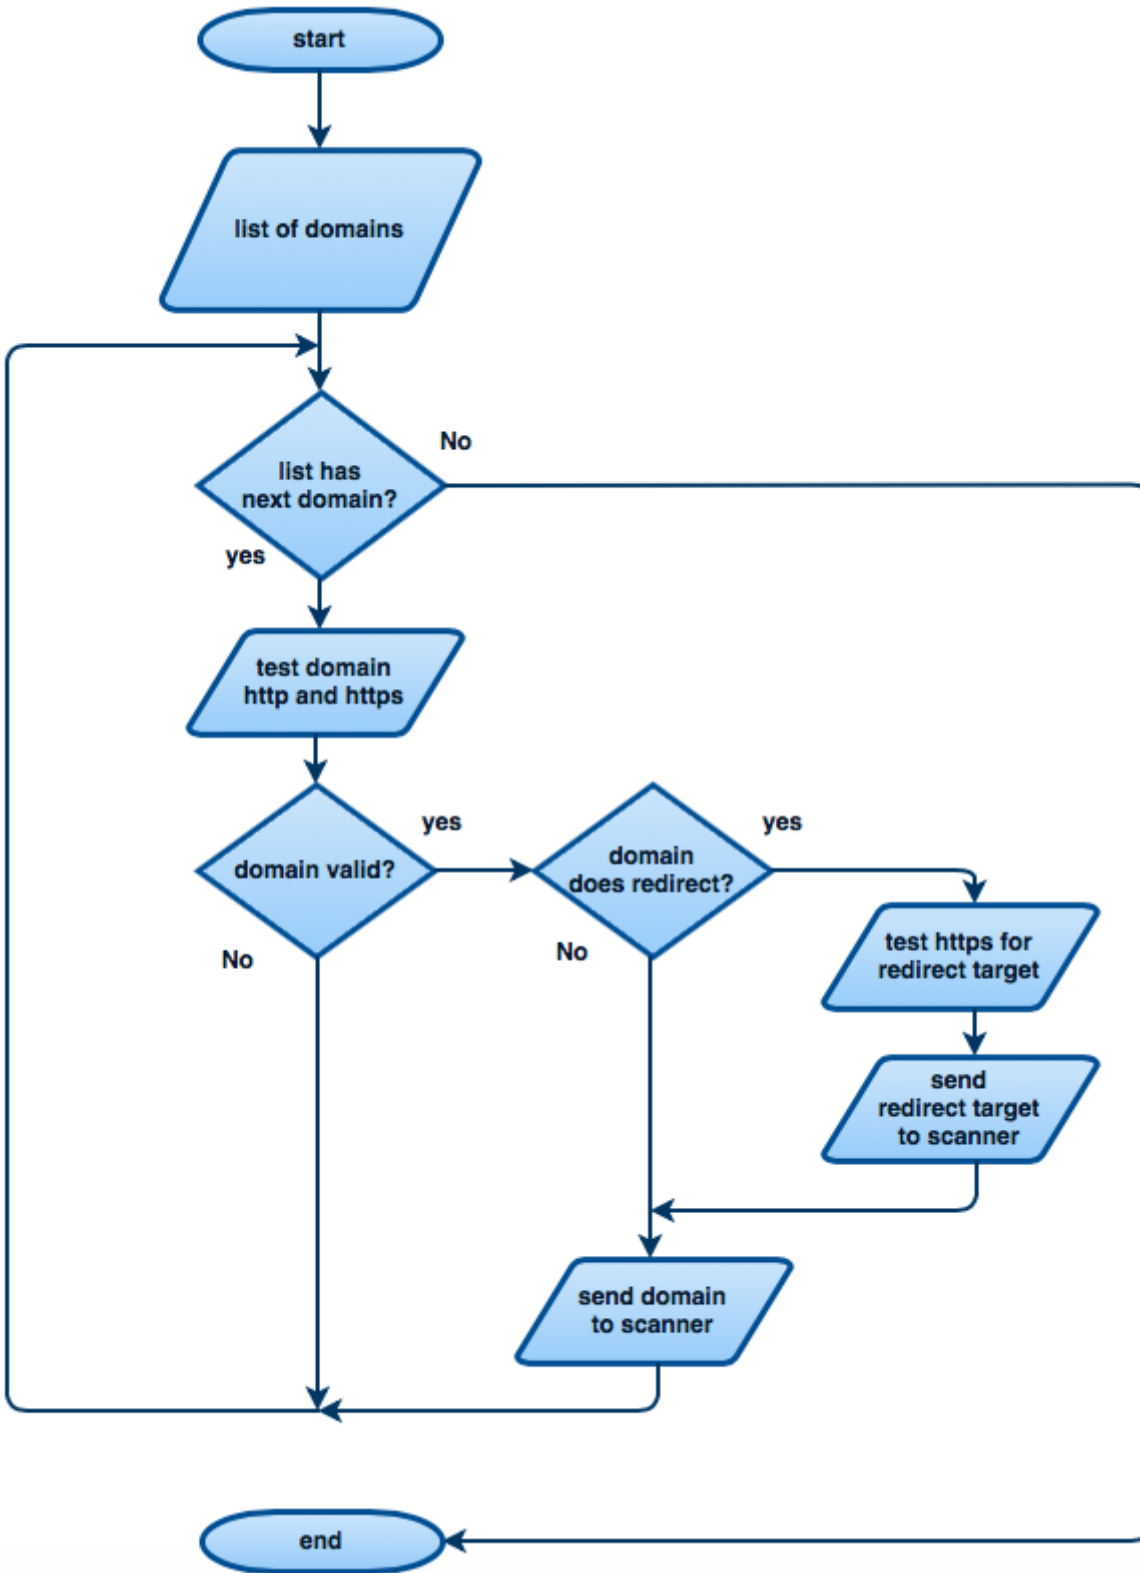 start
list of domains
No
list has
next domain?
yes
test domain
http and https
yes
yes
domain valid?
domain
does redirect?
No
No
test https for
redirect target
send
redirect target
to scanner
send domain
to scanner
end